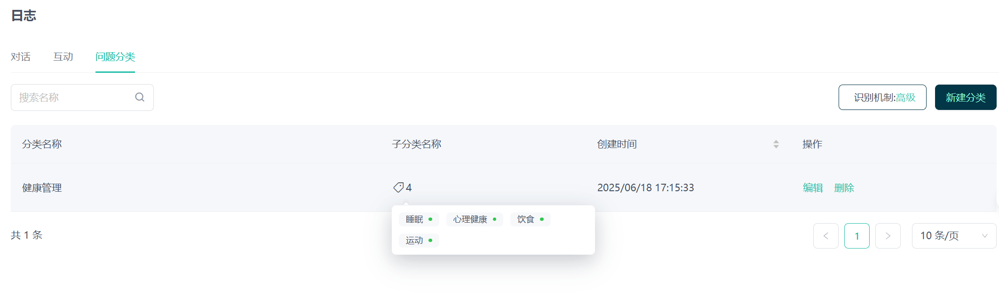 日志
对话 互动 问题分类
搜索名称 识别机制:高级 新建分类
分类名称 子分类名称 创建时间 操作
健康管理 4 2025/06/18 17:15:33 编辑 删除
睡眠 心理健康 饮食
运动
共 1 条 1 10 条/页